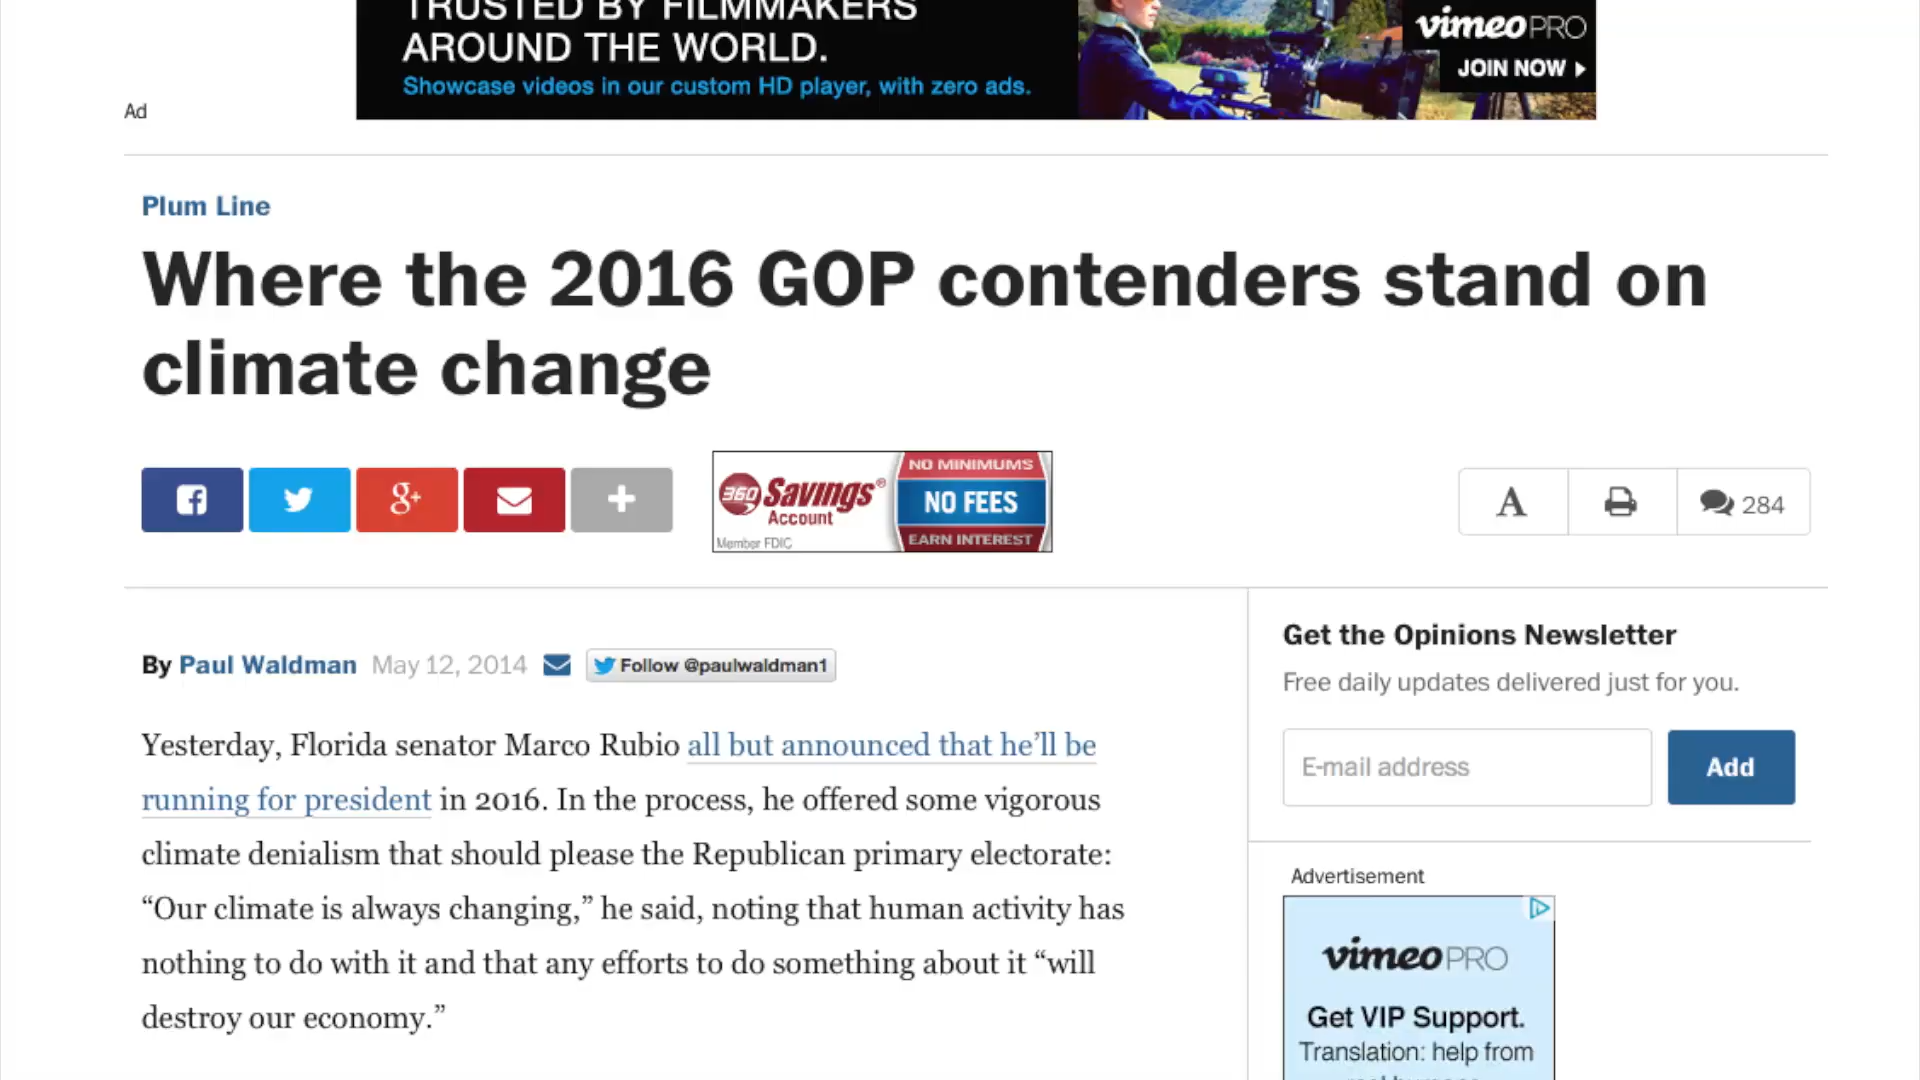 TRUSTED BY FILMMAKERS
AROUND THE WORLD.
Showcase videos in our custom HD player, with zero ads.
vimeo PRO
JOIN NOW
Ad
Plum Line
Where the 2016 GOP contenders stand on
climate change
g+
360 Savings®
Account
Member FDIC
NO MINIMUMS
NO FEES
EARN INTEREST
A
284
By Paul Waldman May 12, 2014
Follow @paulwaldman1
Yesterday, Florida senator Marco Rubio all but announced that he’ll be
running for president in 2016. In the process, he offered some vigorous
climate denialism that should please the Republican primary electorate:
“Our climate is always changing,” he said, noting that human activity has
nothing to do with it and that any efforts to do something about it “will
destroy our economy.”
Get the Opinions Newsletter
Free daily updates delivered just for you.
E-mail address
Add
Advertisement
vimeo PRO
Get VIP Support.
Translation: help from